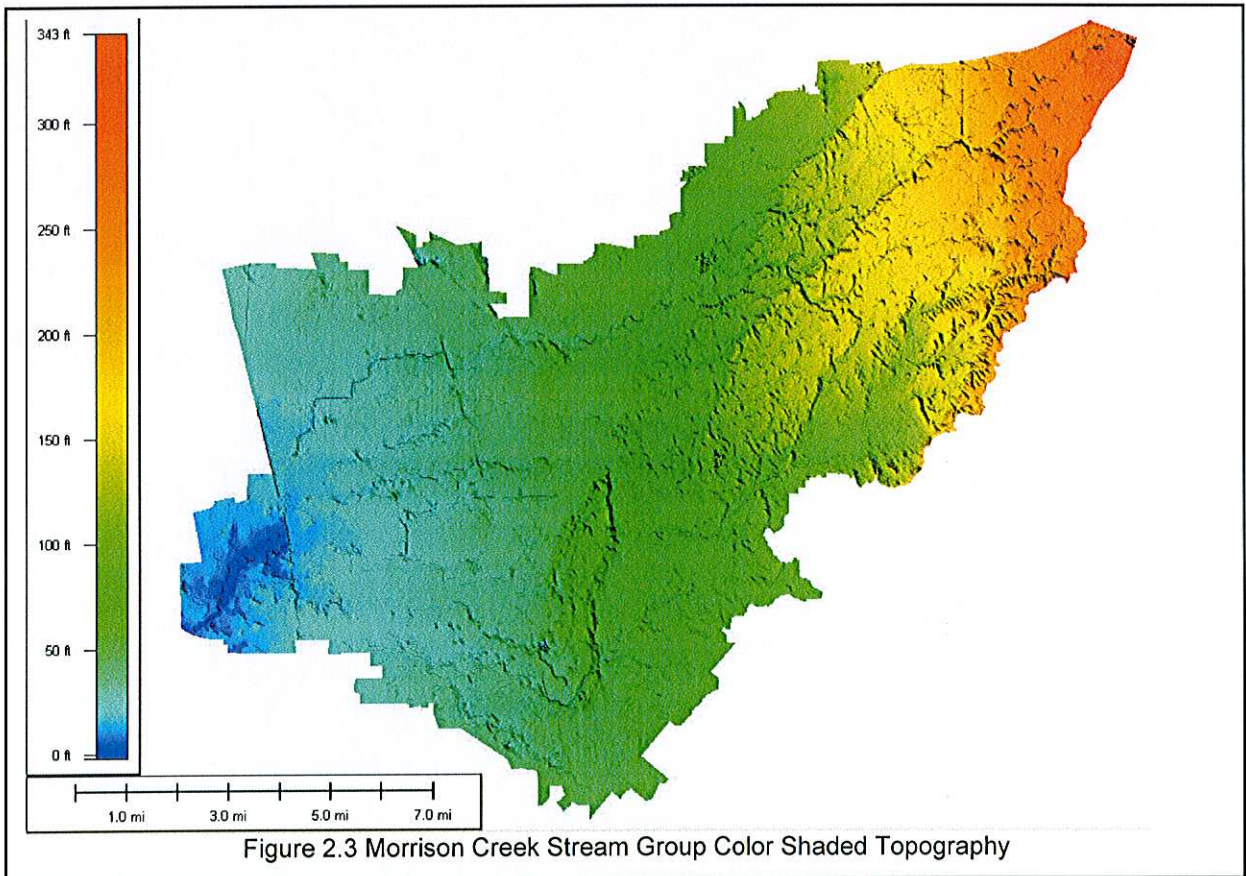 343 ft
300 ft
250 ft
200 ft
150 ft
100 ft
50 ft
0 ft
1.0 mi 3.0 mi 5.0 mi 7.0 mi
Figure 2.3 Morrison Creek Stream Group Color Shaded Topography